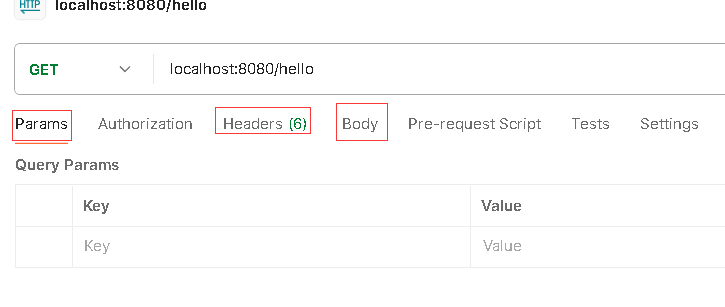 HTTP localhost:8080/hello
GET localhost:8080/hello
Params Authorization Headers (6) Body Pre-request Script Tests Settings
Query Params
Key Value
Key Value